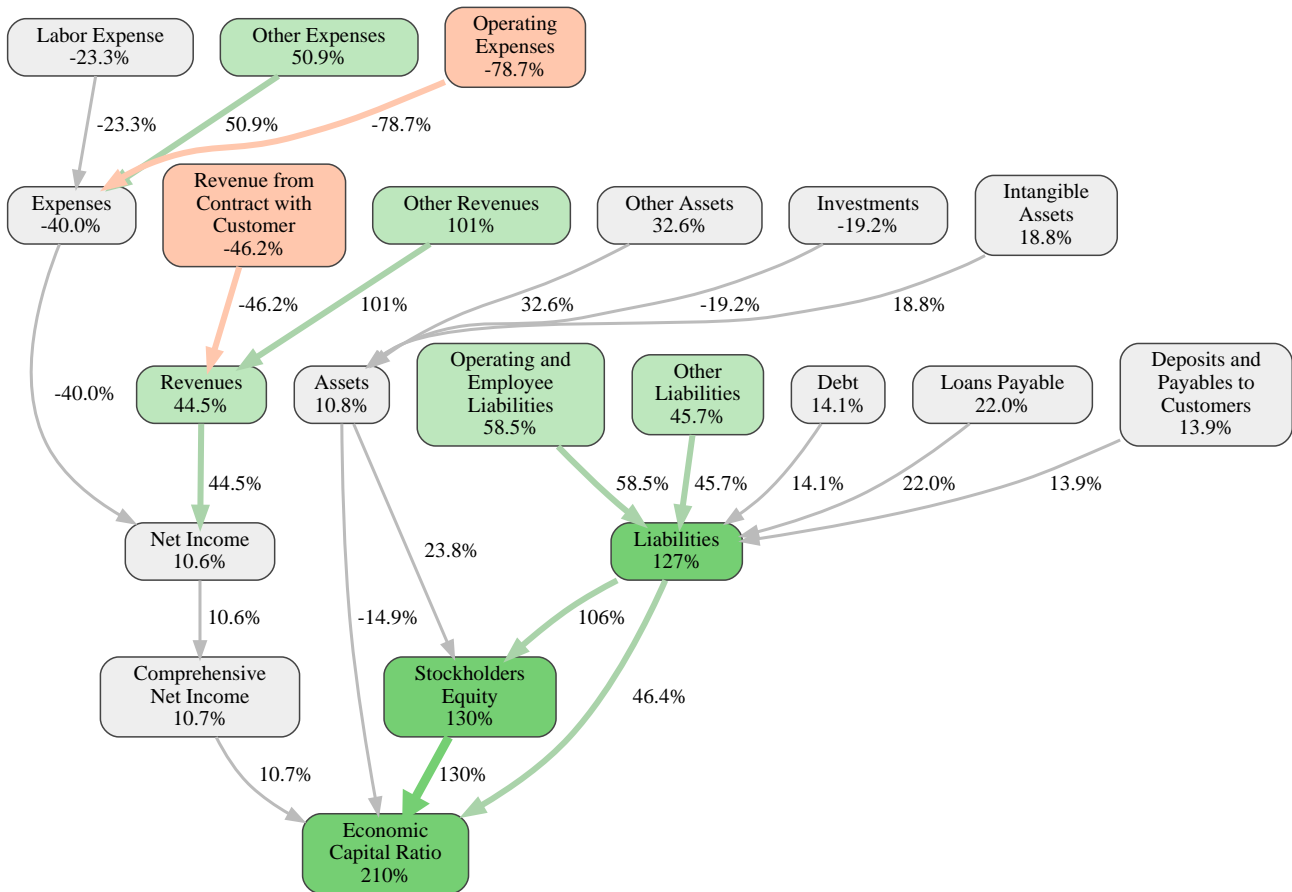 Labor Expense
-23.3%
Other Expenses
50.9%
Operating
Expenses
-78.7%
-23.3%
50.9%
-78.7%
Expenses
-40.0%
Revenue from
Contract with
Customer
-46.2%
Other Revenues
101%
Other Assets
32.6%
Investments
-19.2%
Intangible
Assets
18.8%
-46.2%
101%
32.6%
-19.2%
18.8%
-40.0%
Revenues
44.5%
Assets
10.8%
Operating and
Employee
Liabilities
58.5%
Other
Liabilities
45.7%
Debt
14.1%
Loans Payable
22.0%
Deposits and
Payables to
Customers
13.9%
44.5%
58.5%
45.7%
14.1%
22.0%
13.9%
Net Income
10.6%
23.8%
Liabilities
127%
10.6%
-14.9%
106%
Comprehensive
Net Income
10.7%
Stockholders
Equity
130%
46.4%
10.7%
130%
Economic
Capital Ratio
210%